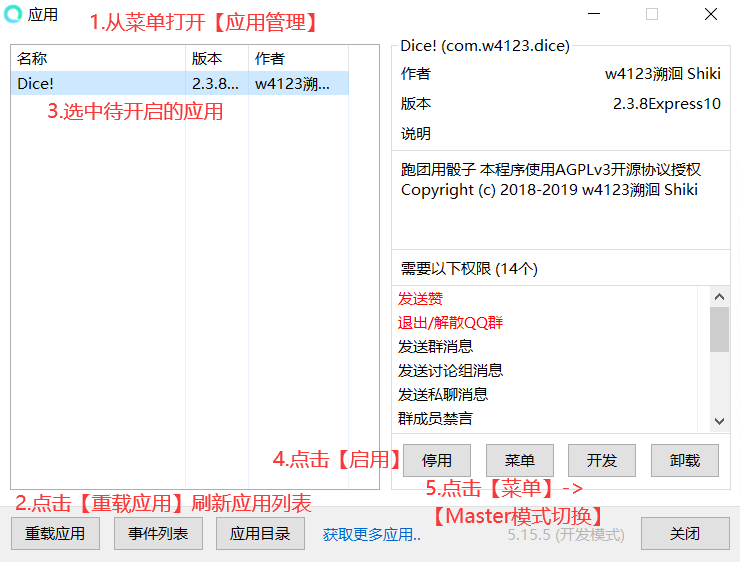 应用
1.从菜单打开【应用管理】
名称 版本 作者
Dice! 2.3.8... w4123溯...
3.选中待开启的应用
Dice! (com.w4123.dice)
作者 w4123溯洄 Shiki
版本 2.3.8Express10
说明
跑团用骰子 本程序使用AGPLv3开源协议授权
Copyright (c) 2018-2019 w4123溯洄 Shiki
需要以下权限 (14个)
发送赞
退出/解散QQ群
发送群消息
发送讨论组消息
发送私聊消息
群成员禁言
4.点击【启用】
停用 菜单 开发 卸载
5.点击【菜单】->
【Master模式切换】
2.点击【重载应用】刷新应用列表
重载应用 事件列表 应用目录 获取更多应用.. 5.15.5 (开发模式) 关闭